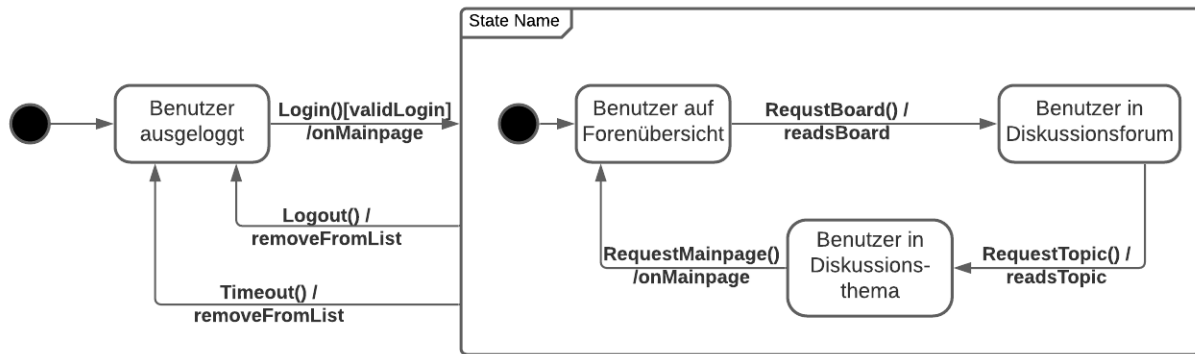 State Name
Benutzer
ausgeloggt
Login()[validLogin]
/onMainpage
Benutzer auf
Forenübersicht
RequstBoard() /
readsBoard
Benutzer in
Diskussionsforum
Logout() /
removeFromList
RequestMainpage()
/onMainpage
Benutzer in
Diskussions-
thema
RequestTopic() /
readsTopic
Timeout() /
removeFromList